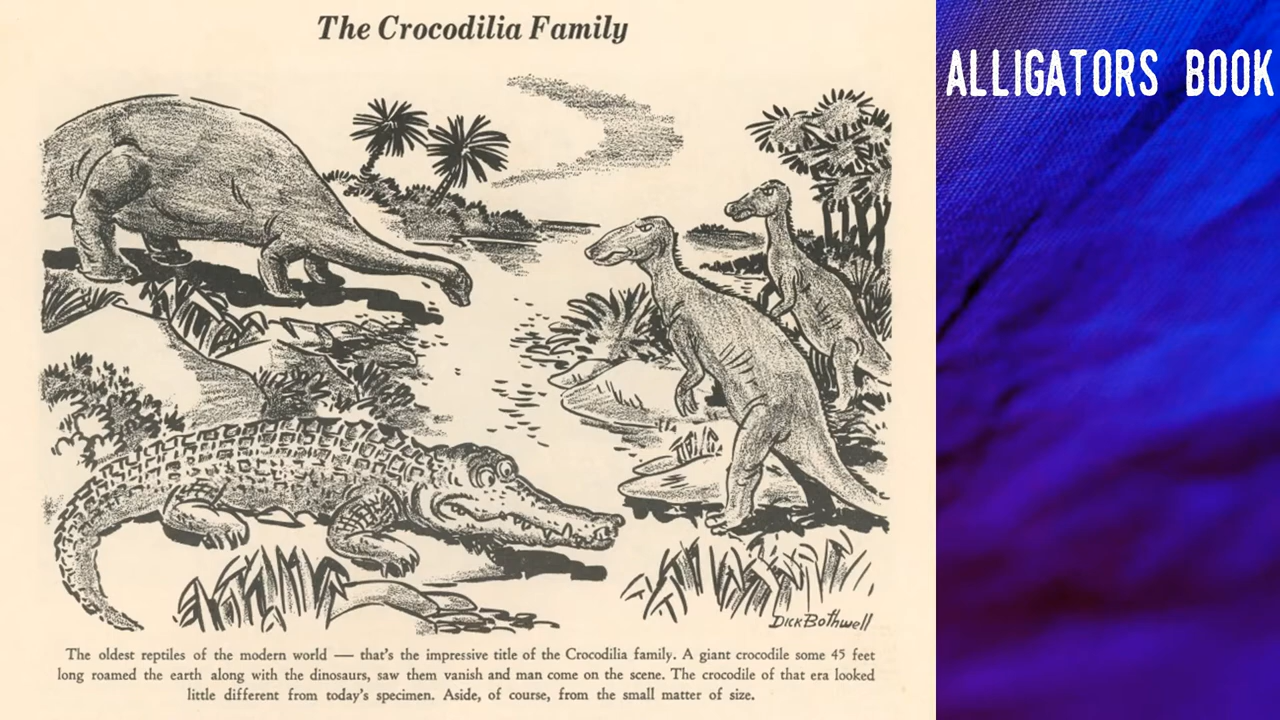 The Crocodilia Family
ALLIGATORS BOOK
Dick Bothwell
The oldest reptiles of the modern world — that's the impressive title of the Crocodilia family. A giant crocodile some 45 feet
long roamed the earth along with the dinosaurs, saw them vanish and man come on the scene. The crocodile of that era looked
little different from today's specimen. Aside, of course, from the small matter of size.